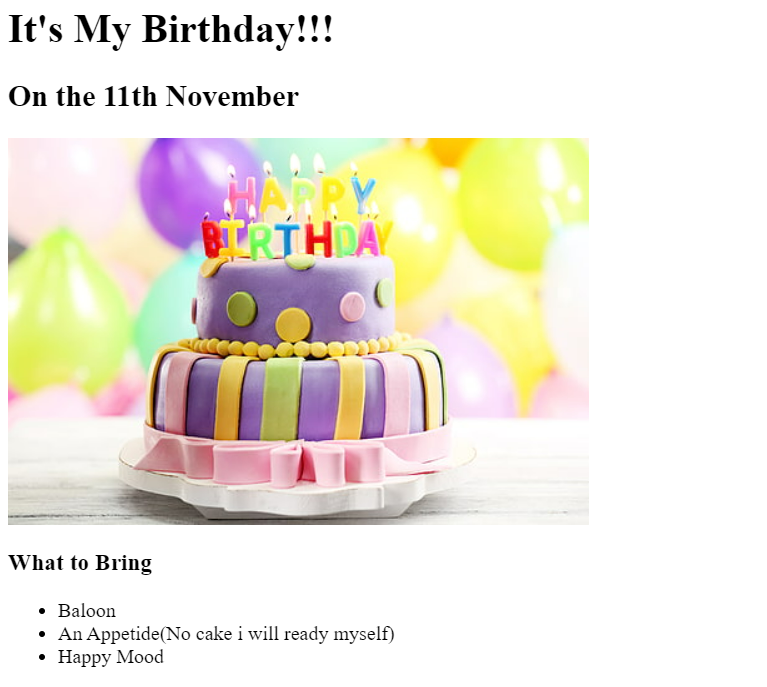 It's My Birthday!!!
On the 11th November
HAPPY
BIRTHDAY
What to Bring
Baloon
An Appetide(No cake i will ready myself)
Happy Mood